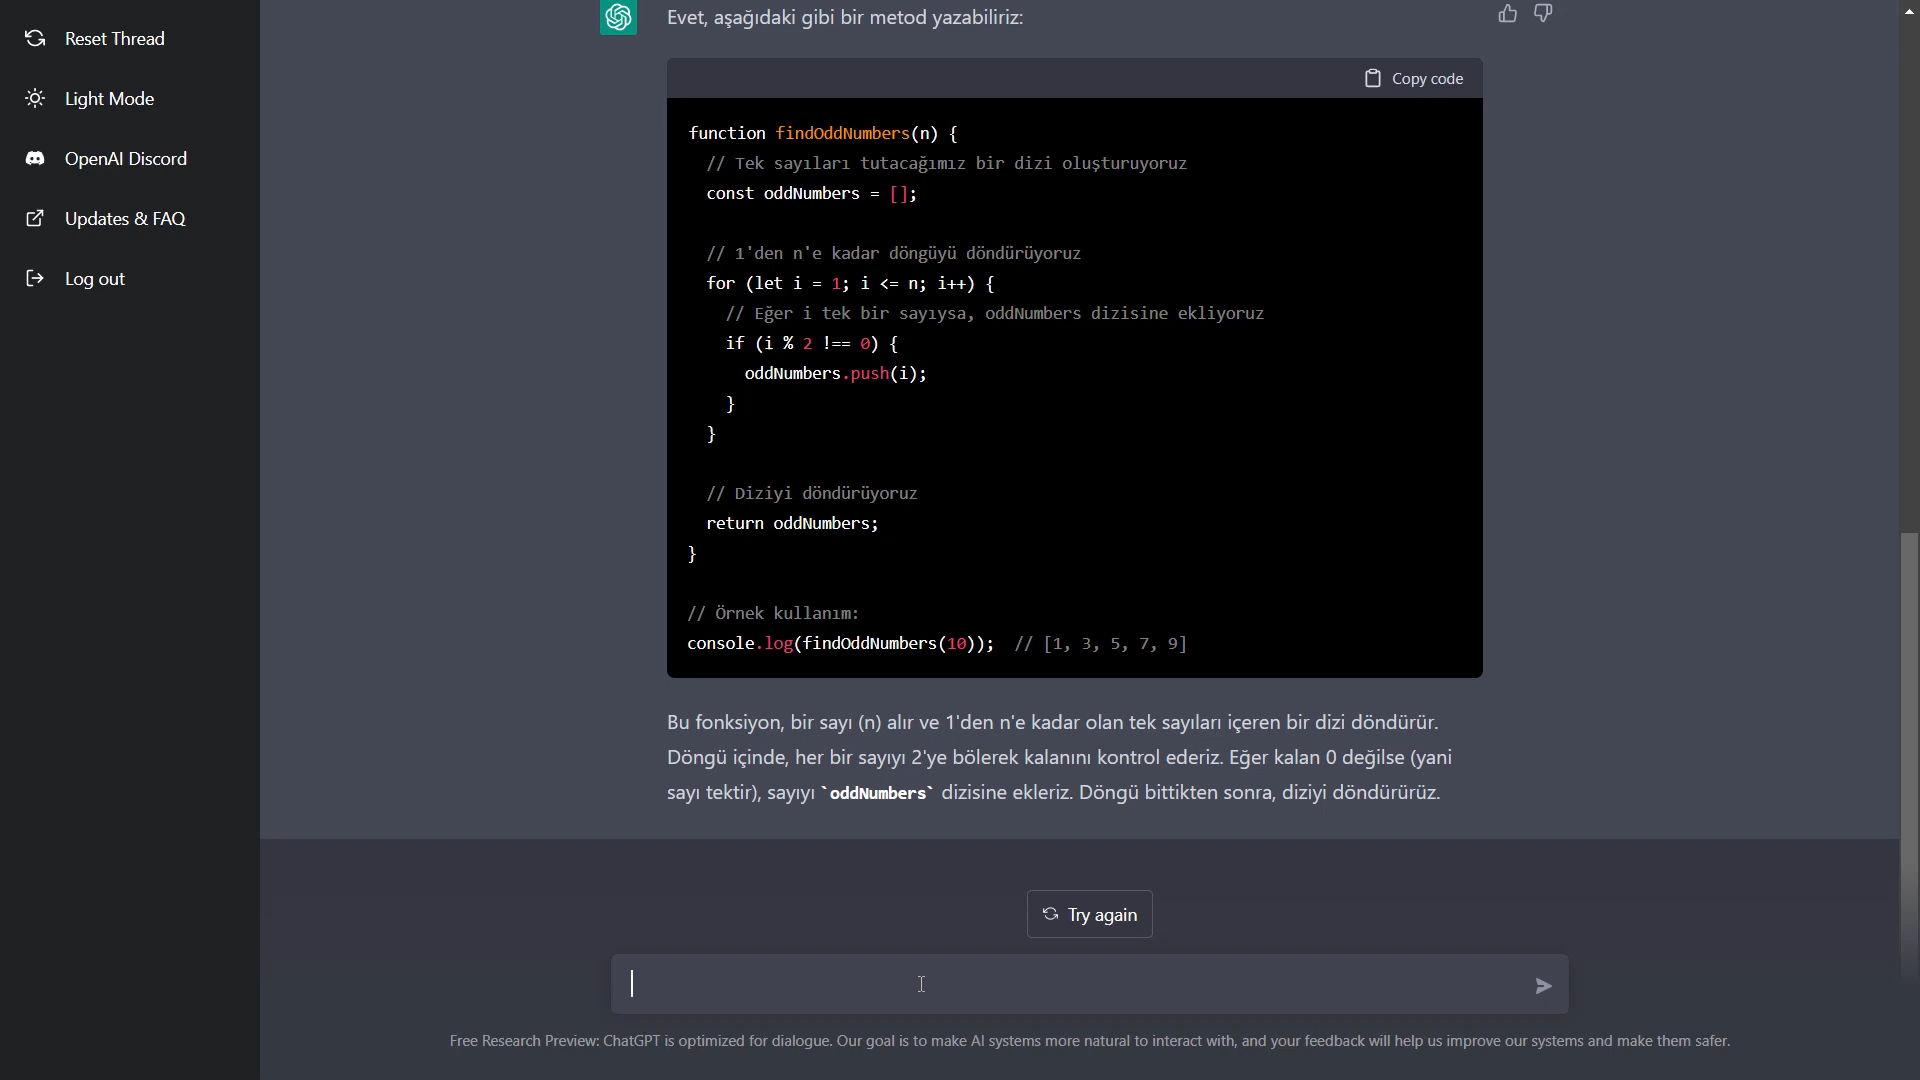 Reset Thread
Light Mode
OpenAI Discord
Updates & FAQ
Log out
Evet, aşağıdaki gibi bir metod yazabiliriz:
Copy code
function findOddNumbers(n) {
  // Tek sayıları tutacağımız bir dizi oluşturuyoruz
  const oddNumbers = [];
  // 1'den n'e kadar döngüyü döndürüyoruz
  for (let i = 1; i <= n; i++) {
    // Eğer i tek bir sayıysa, oddNumbers dizisine ekliyoruz
    if (i % 2 !== 0) {
      oddNumbers.push(i);
    }
  }
  // Diziyi döndürüyoruz
  return oddNumbers;
}
// Örnek kullanım:
console.log(findOddNumbers(10));  // [1, 3, 5, 7, 9]
Bu fonksiyon, bir sayı (n) alır ve 1'den n'e kadar olan tek sayıları içeren bir dizi döndürür.
Döngü içinde, her bir sayıyı 2'ye bölerek kalanını kontrol ederiz. Eğer kalan 0 değilse (yani
sayı tektir), sayıyı `oddNumbers` dizisine ekleriz. Döngü bittikten sonra, diziyi döndürürüz.
Try again
Free Research Preview: ChatGPT is optimized for dialogue. Our goal is to make AI systems more natural to interact with, and your feedback will help us improve our systems and make them safer.